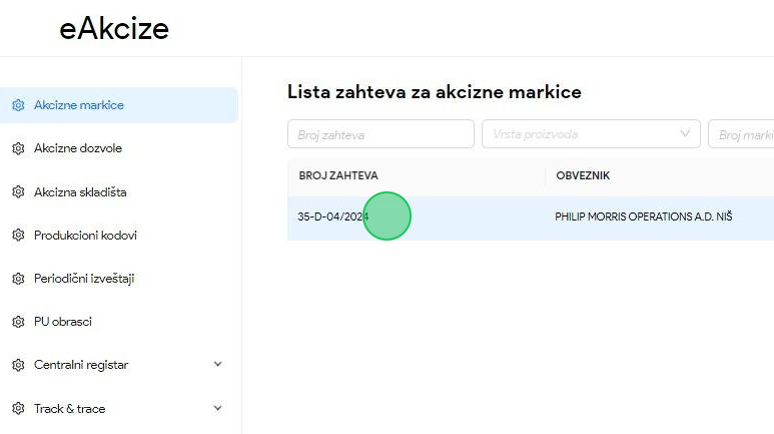 eAkcize
Akcizne markice
Akcizne dozvole
Akcizna skladišta
Produkcioni kodovi
Periodični izveštaji
PU obrasci
Centralni registar
Track & trace
Lista zahteva za akcizne markice
Broj zahteva
Vrsta proizvoda
Broj marki
BROJ ZAHTEVA
OBVEZNIK
35-D-04/2024
PHILIP MORRIS OPERATIONS A.D. NIŠ